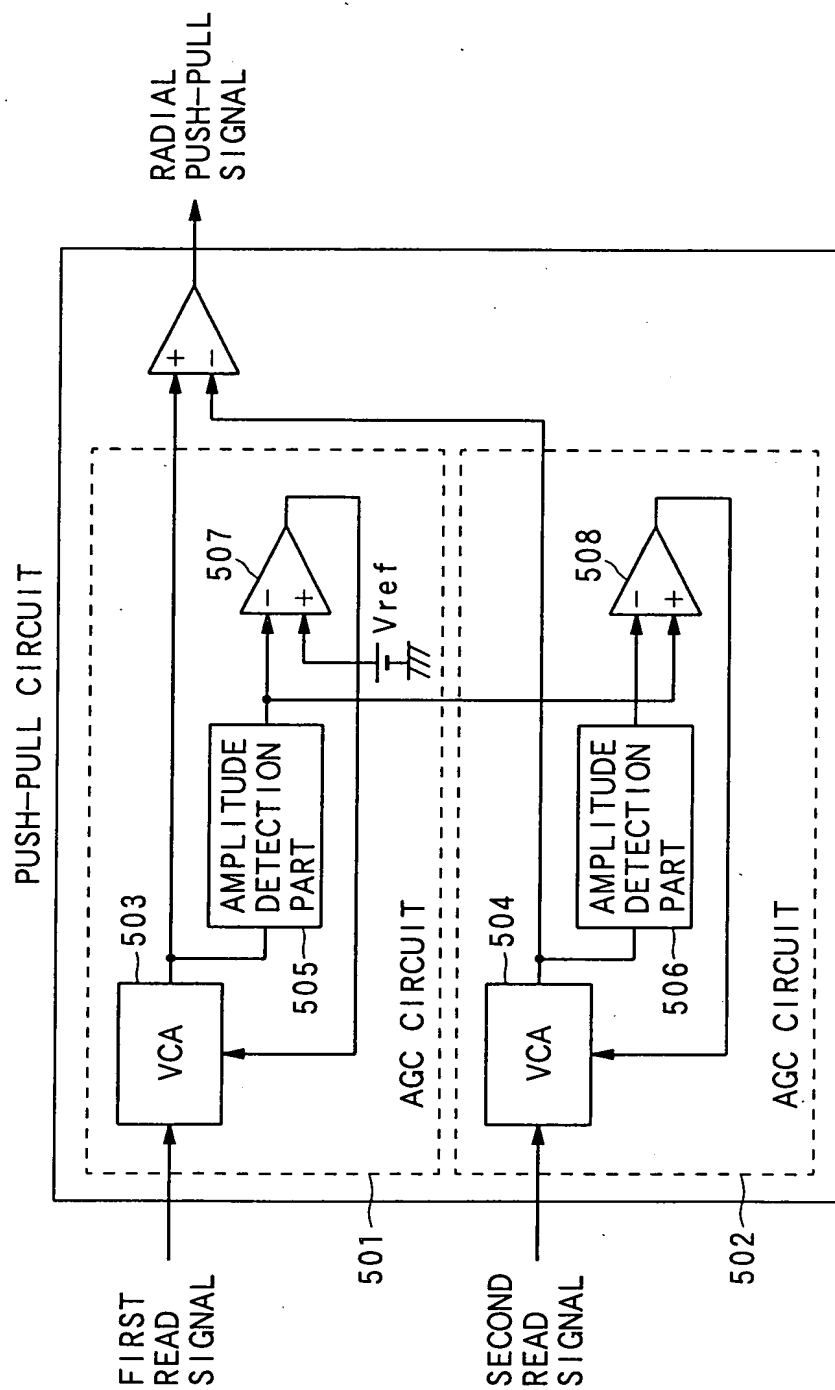 PUSH-PULL CIRCUIT
FIRST
READ
SIGNAL
501
503
VCA
AMPLITUDE
DETECTION
PART
505
507
−
+
Vref
AGC CIRCUIT
+
−
RADIAL
PUSH-PULL
SIGNAL
SECOND
READ
SIGNAL
502
504
VCA
AMPLITUDE
DETECTION
PART
506
508
−
+
AGC CIRCUIT